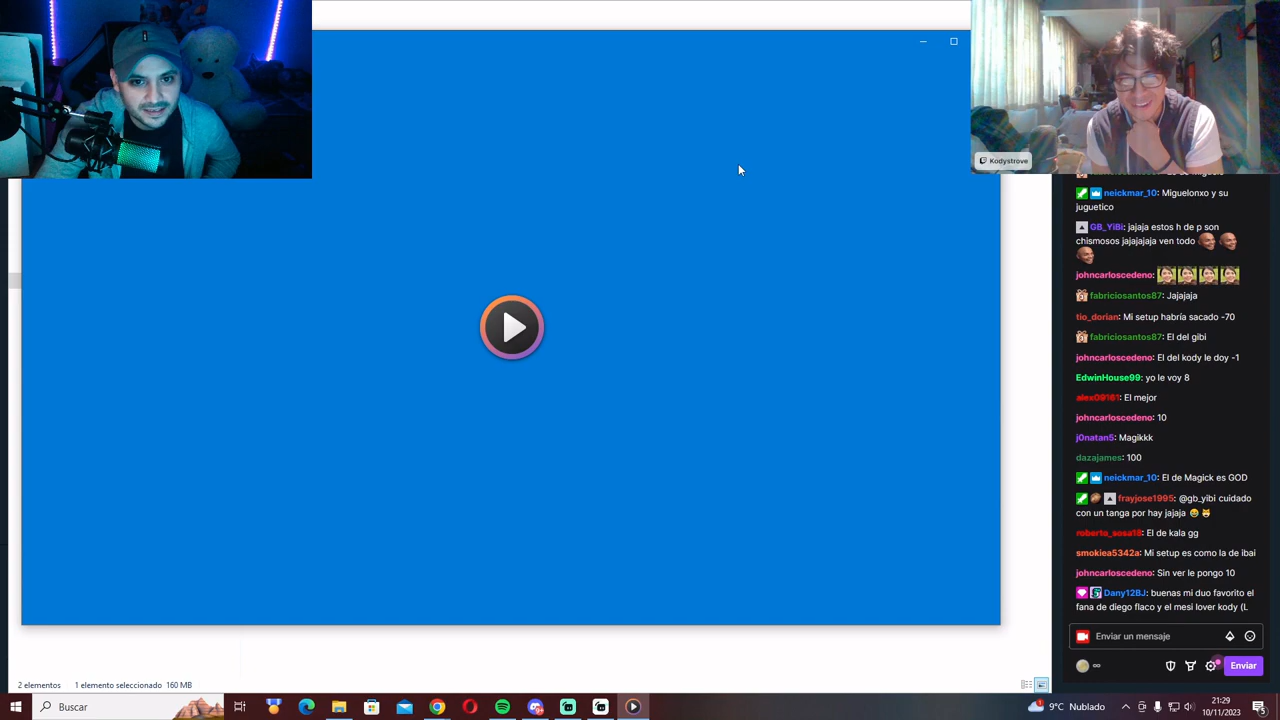 Kodystrove
neickmar_10: Miguelonxo y su
juguetico
GB_YiBi: jajaja estos h de p son
chismosos jajajajaja ven todo
johncarloscedeno:
fabriciosantos87: Jajajaja
tio_dorian: Mi setup habría sacado -70
fabriciosantos87: El del gibi
johncarloscedeno: El del kody le doy -1
EdwinHouse99: yo le voy 8
alex09161: El mejor
johncarloscedeno: 10
j0natan5: Magikkk
dazajames: 100
neickmar_10: El de Magick es GOD
frayjose1995: @gb_yibi cuidado
con un tanga por hay jajaja
roberto_sosa18: El de kala gg
smokiea5342a: Mi setup es como la de ibai
johncarloscedeno: Sin ver le pongo 10
Dany12BJ: buenas mi duo favorito el
fana de diego flaco y el mesi lover kody (L
Enviar un mensaje
Enviar
2 elementos 1 elemento seleccionado 160 MB
Buscar
9°C Nublado
21:29
10/11/2023